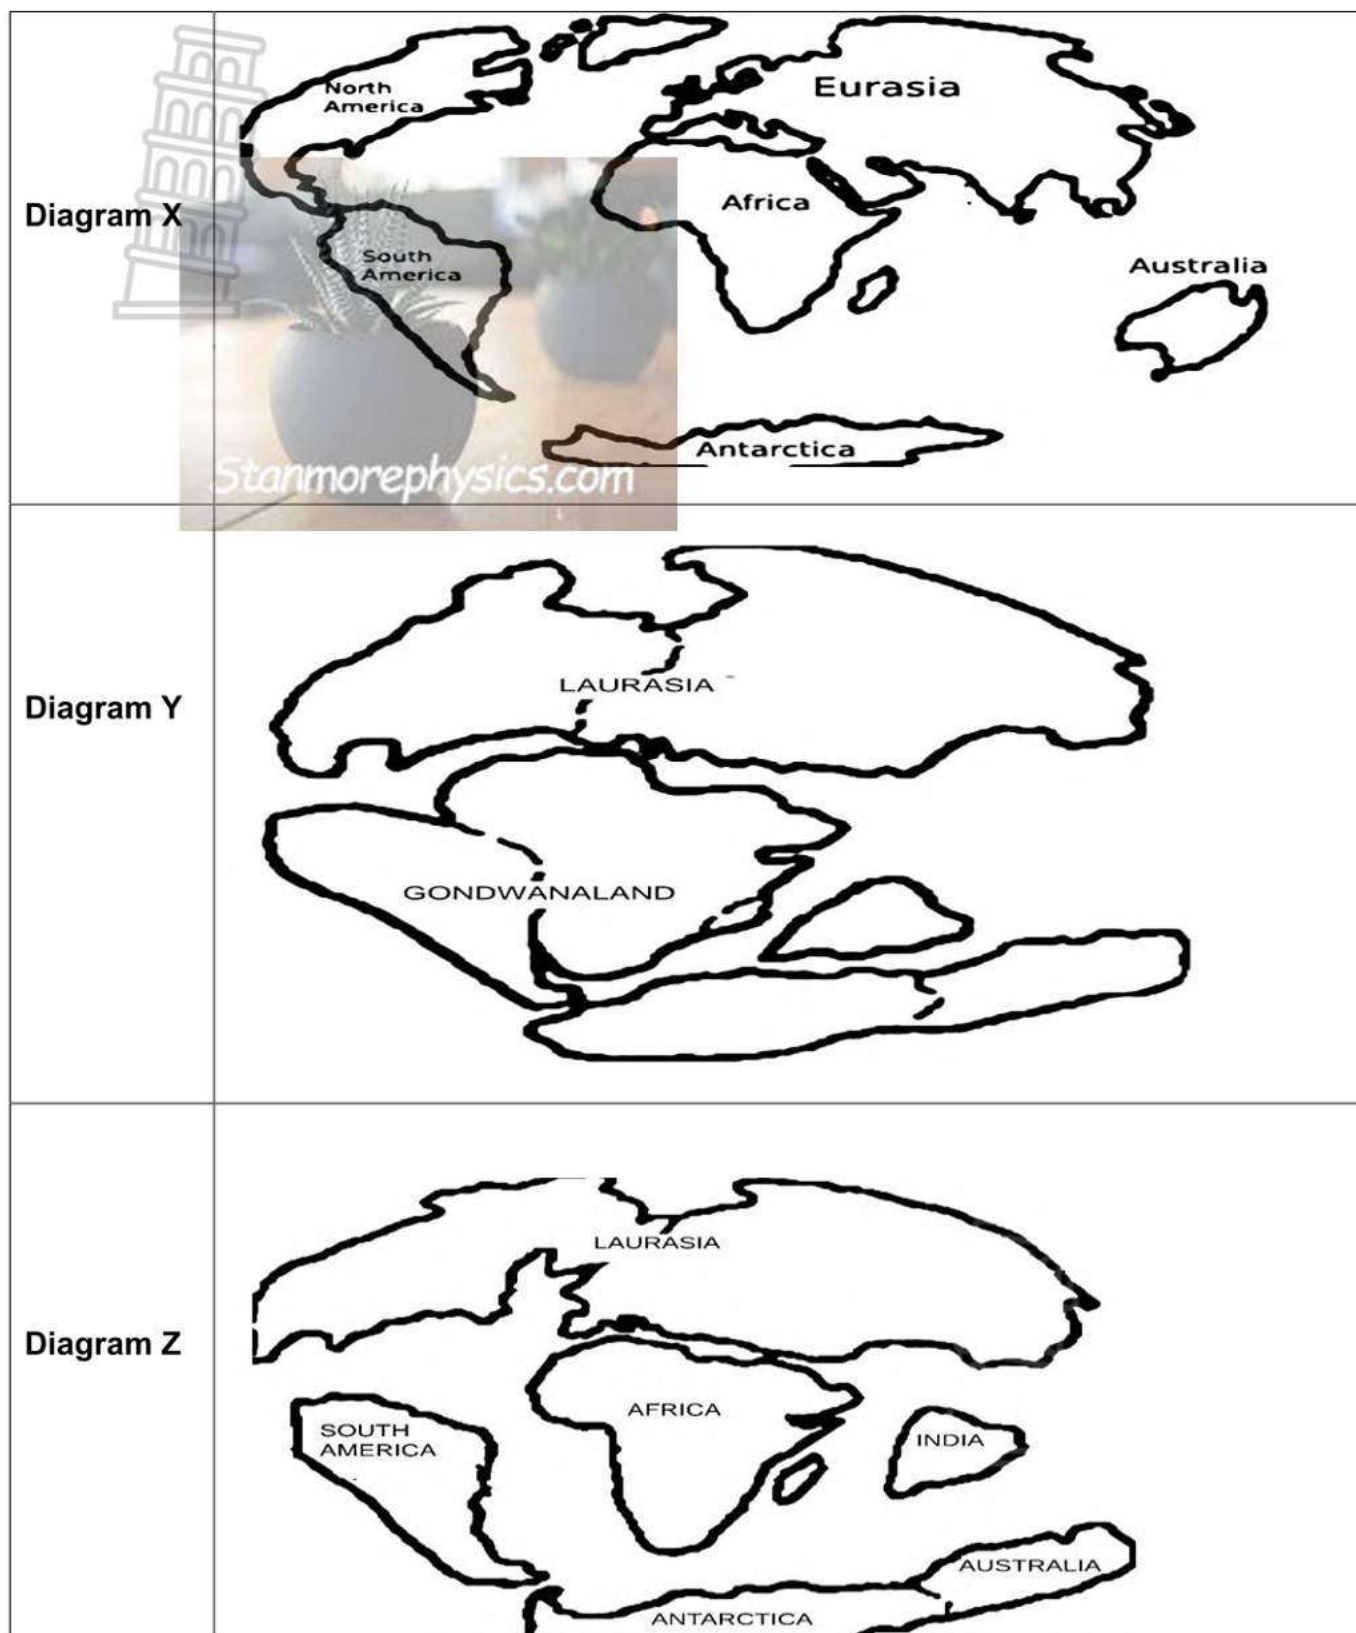 Diagram X
North
America
Eurasia
Africa
South
America
Australia
Antarctica
Stanmorephysics.com
Diagram Y
LAURASIA
GONDWANALAND
Diagram Z
LAURASIA
AFRICA
SOUTH
AMERICA
INDIA
AUSTRALIA
ANTARCTICA